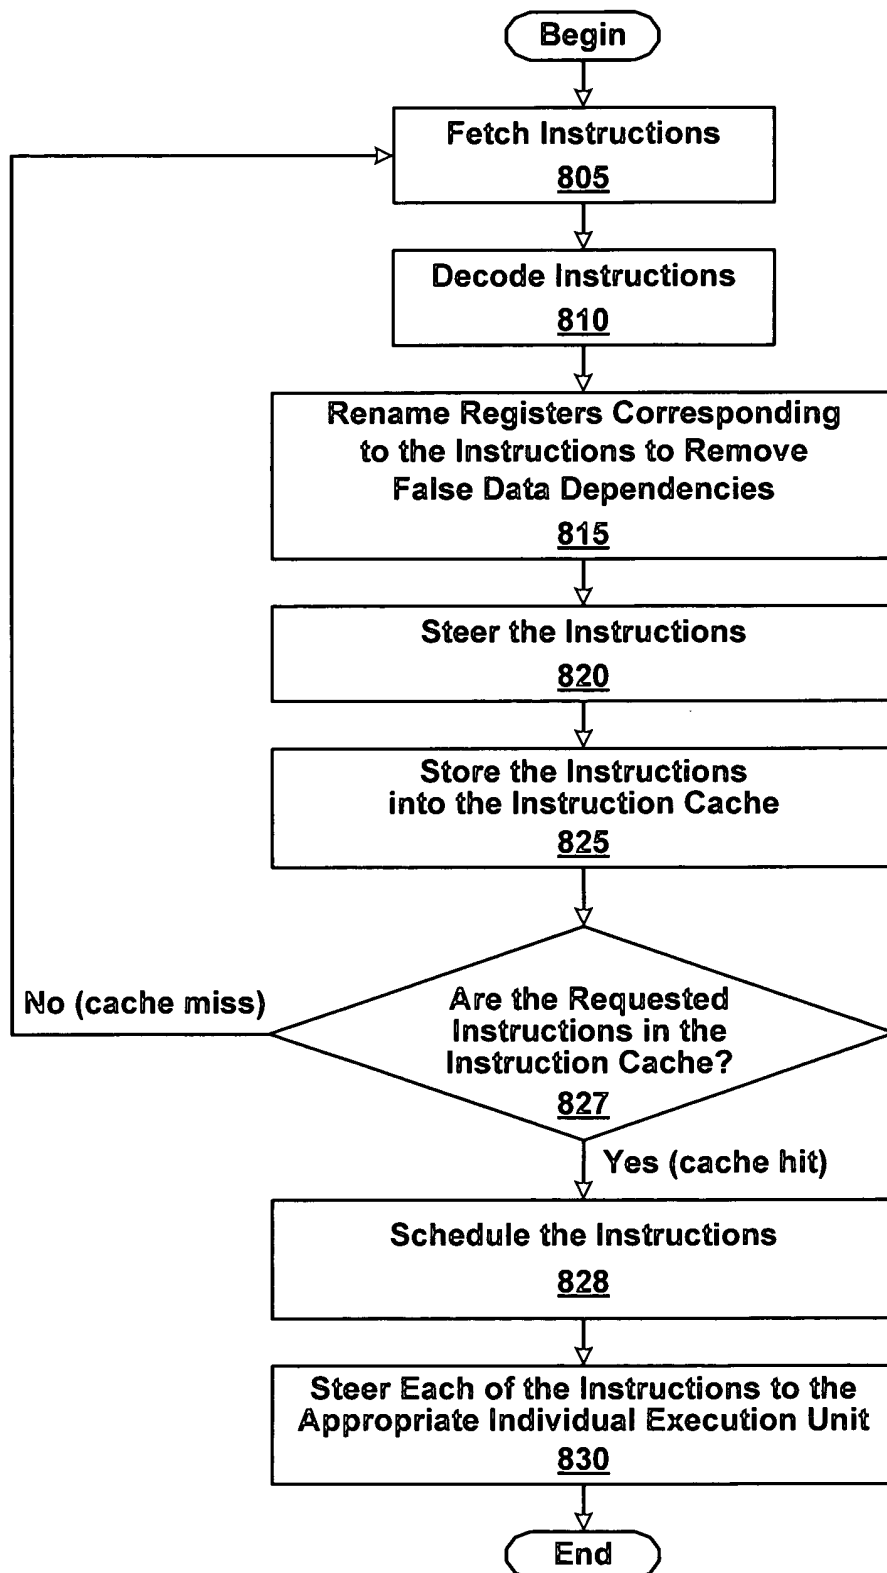 Begin
Fetch Instructions
805
Decode Instructions
810
Rename Registers Corresponding
to the Instructions to Remove
False Data Dependencies
815
Steer the Instructions
820
Store the Instructions
into the Instruction Cache
825
No (cache miss)
Are the Requested
Instructions in the
Instruction Cache?
827
Yes (cache hit)
Schedule the Instructions
828
Steer Each of the Instructions to the
Appropriate Individual Execution Unit
830
End